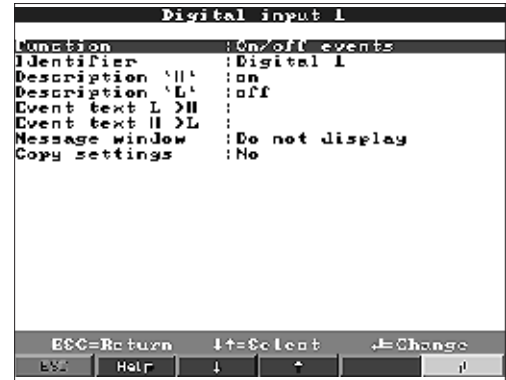 Digital input 1
Function :On/off events
Identifier :Digital 1
Description 'H' :on
Description 'L' :off
Event text L >H :
Event text H >L :
Message window :Do not display
Copy settings :No
ESC=Return ↓↑=Select ↵=Change
ESC Help ↓ ↑ ↵